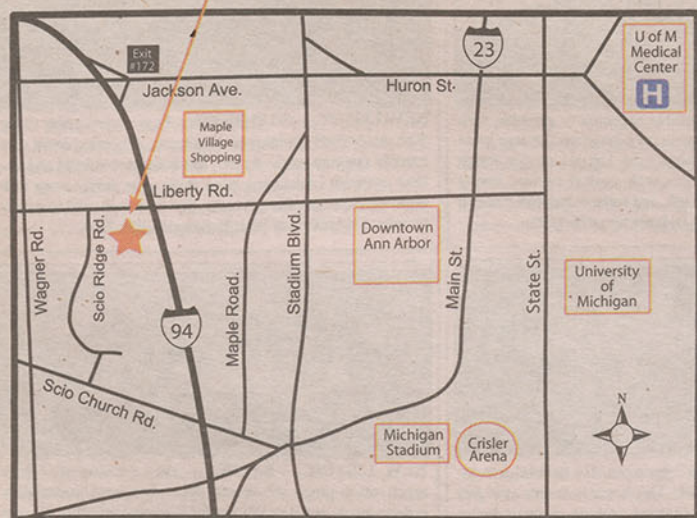 23
U of M
Medical
Center
H
Exit
#172
Jackson Ave.
Huron St.
Maple
Village
Shopping
Liberty Rd.
Wagner Rd.
Scio Ridge Rd.
94
Maple Road.
Stadium Blvd.
Downtown
Ann Arbor
Main St.
State St.
University
of
Michigan
Scio Church Rd.
Michigan
Stadium
Crisler
Arena
N